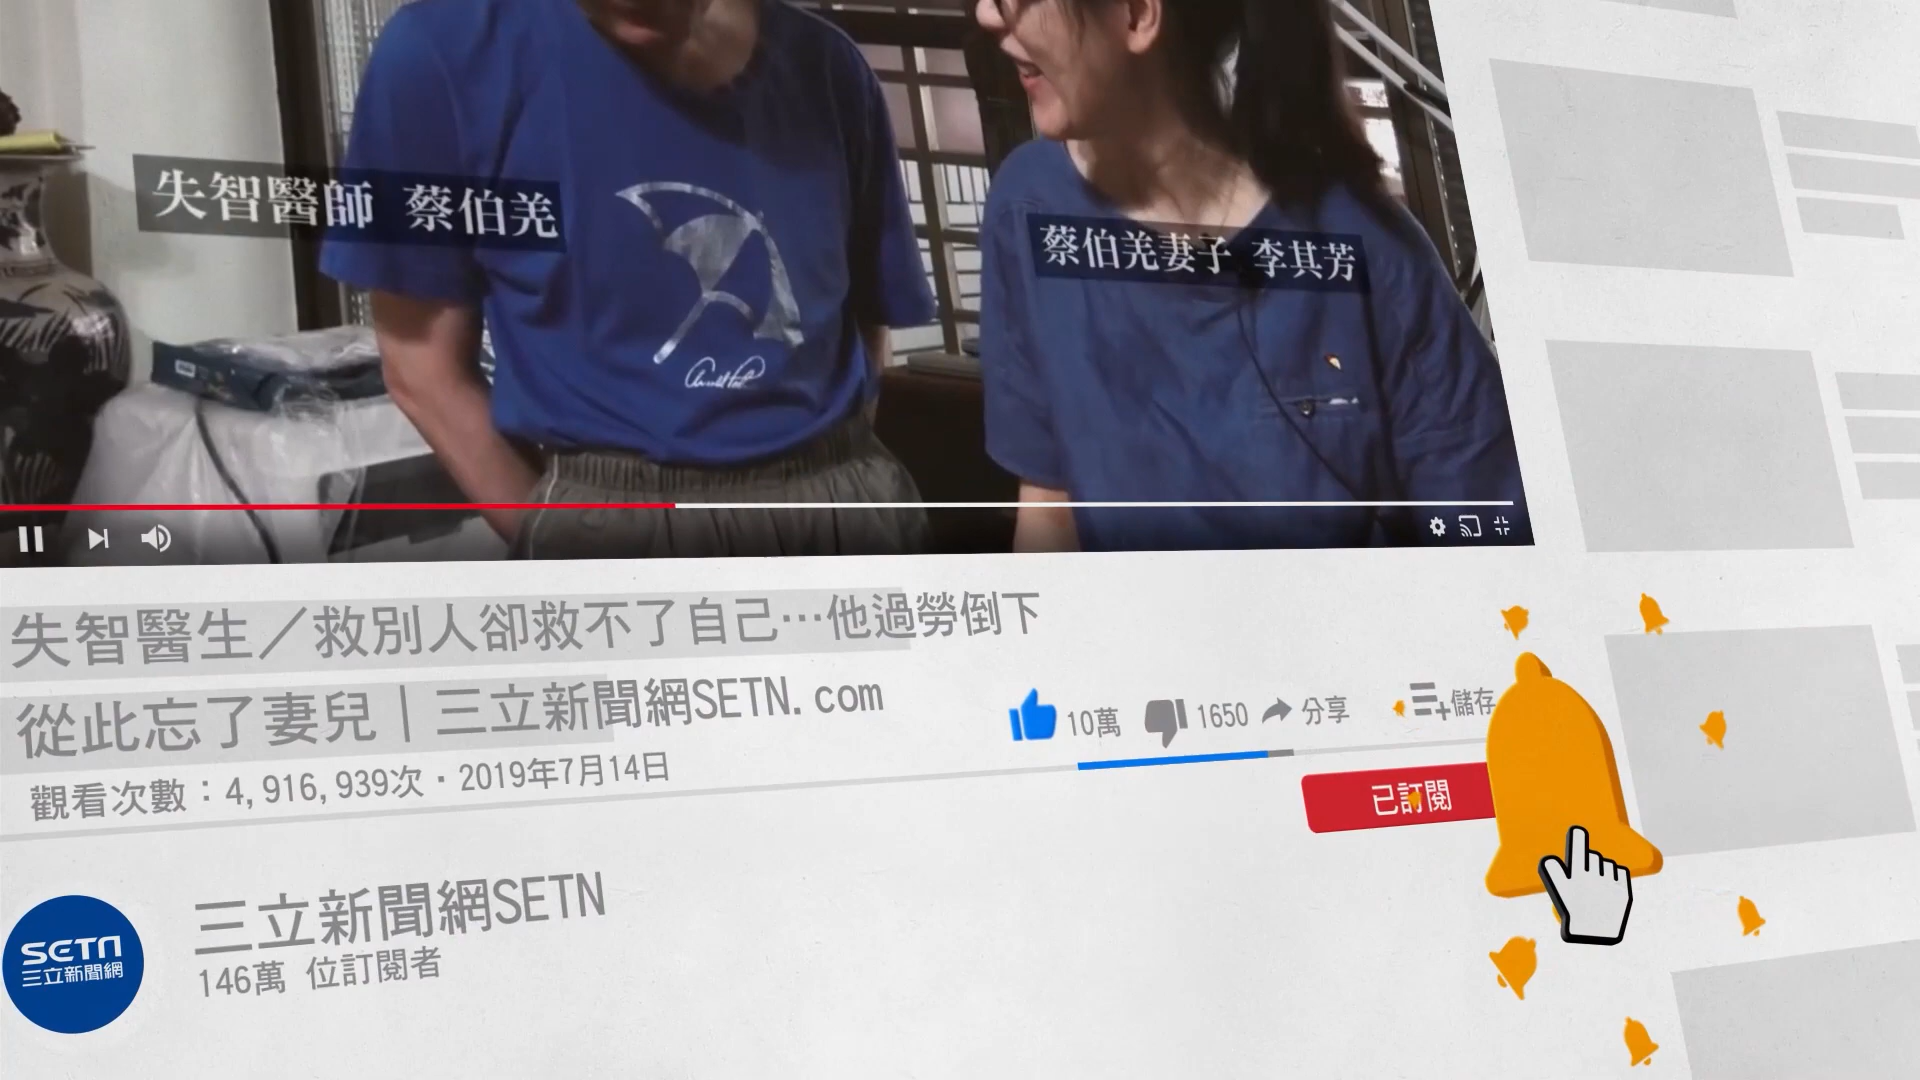 失智醫師 蔡伯羌
蔡伯羌妻子 李其芳
失智醫生／救別人卻救不了自己…他過勞倒下
從此忘了妻兒｜三立新聞網SETN.com
10萬 1650 分享 儲存
觀看次數：4,916,939次・2019年7月14日
已訂閱
三立新聞網SETN
146萬 位訂閱者
SETN
三立新聞網